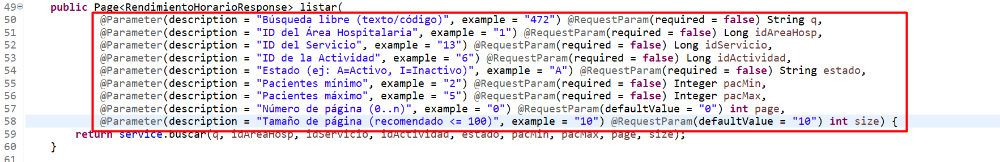 49 public Page<RendimientoHorarioResponse> listar(
50 @Parameter(description = "Búsqueda libre (texto/código)", example = "472") @RequestParam(required = false) String q,
51 @Parameter(description = "ID del Área Hospitalaria", example = "1") @RequestParam(required = false) Long idAreaHosp,
52 @Parameter(description = "ID del Servicio", example = "13") @RequestParam(required = false) Long idServicio,
53 @Parameter(description = "ID de la Actividad", example = "6") @RequestParam(required = false) Long idActividad,
54 @Parameter(description = "Estado (ej: A=Activo, I=Inactivo)", example = "A") @RequestParam(required = false) String estado,
55 @Parameter(description = "Pacientes mínimo", example = "2") @RequestParam(required = false) Integer pacMin,
56 @Parameter(description = "Pacientes máximo", example = "5") @RequestParam(required = false) Integer pacMax,
57 @Parameter(description = "Número de página (0..n)", example = "0") @RequestParam(defaultValue = "0") int page,
58 @Parameter(description = "Tamaño de página (recomendado <= 100)", example = "10") @RequestParam(defaultValue = "10") int size) {
59 return service.buscar(q, idAreaHosp, idServicio, idActividad, estado, pacMin, pacMax, page, size);
60 }
61